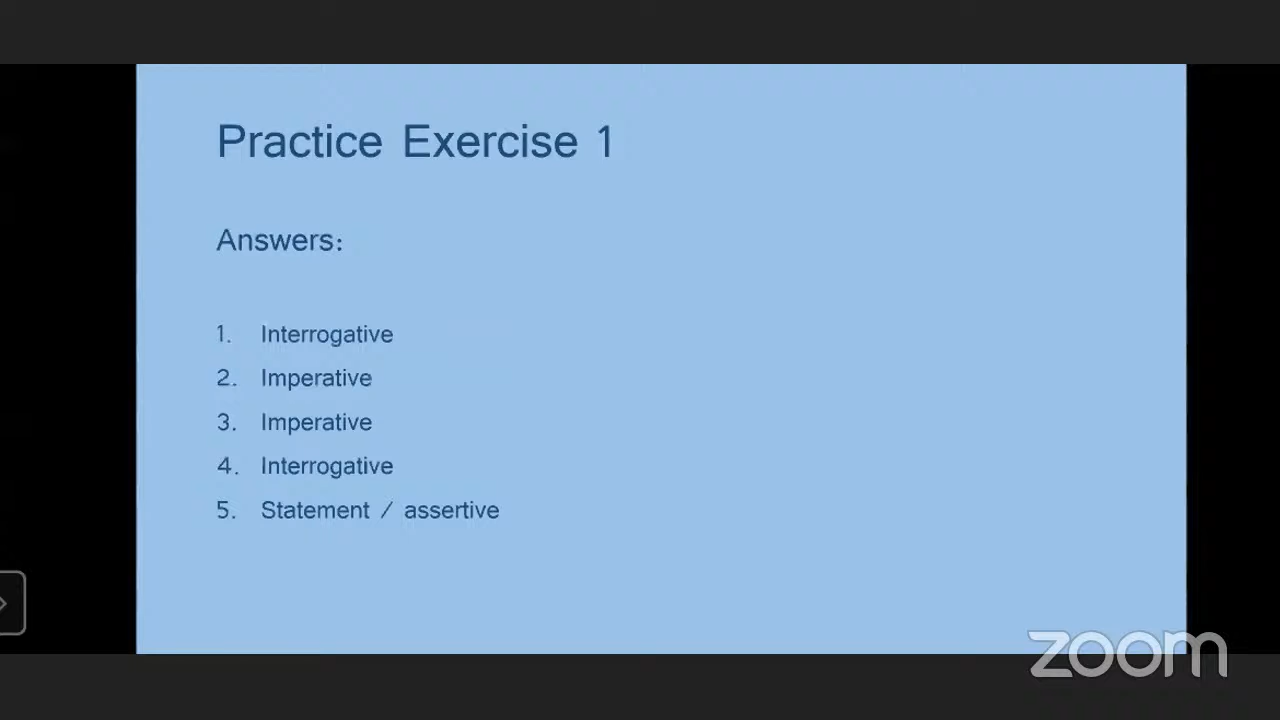 Practice Exercise 1
Answers:
1. Interrogative
2. Imperative
3. Imperative
4. Interrogative
5. Statement / assertive
zoom